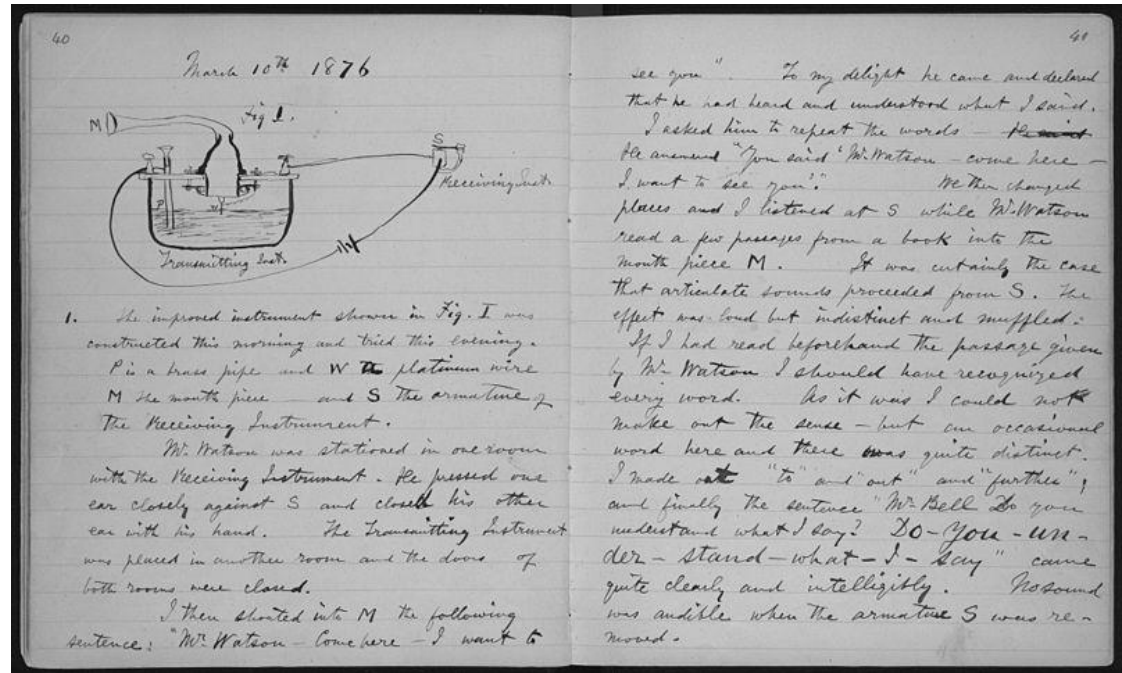 40
March 10th 1876
Fig 1.
M
S
Receiving Inst.
P
W
Transmitting Inst.
1. The improved instrument shown in Fig. I was
constructed this morning and tried this evening.
P is a brass pipe and W a platinum wire
M the mouth piece and S the armature of
the Receiving Instrument.
Mr. Watson was stationed in one room
with the Receiving Instrument. He pressed one
ear closely against S and closed his other
ear with his hand. The Transmitting Instrument
was placed in another room and the doors of
both rooms were closed.
I then shouted into M the following
sentence: "Mr. Watson – Come here – I want to
41
see you". To my delight he came and declared
that he had heard and understood what I said.
I asked him to repeat the words –
He answered "You said 'Mr. Watson – come here –
I want to see you'." We then changed
places and I listened at S while Mr. Watson
read a few passages from a book into the
mouth piece M. It was certainly the case
that articulate sounds proceeded from S. The
effect was loud but indistinct and muffled.
If I had read beforehand the passage given
by Mr. Watson I should have recognized
every word. As it was I could not
make out the sense – but an occasional
word here and there was quite distinct.
I made out "to" and "out" and "further";
and finally the sentence "Mr. Bell Do you
understand what I say? Do – you – un –
der – stand – what – I – say" came
quite clearly and intelligibly. No sound
was audible when the armature S was re –
moved.